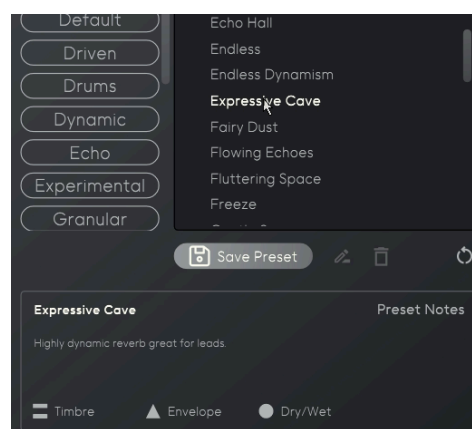 Default
Driven
Drums
Dynamic
Echo
Experimental
Granular
Echo Hall
Endless
Endless Dynamism
Expressive Cave
Fairy Dust
Flowing Echoes
Fluttering Space
Freeze
Save Preset
Expressive Cave
Preset Notes
Highly dynamic reverb great for leads.
Timbre
Envelope
Dry/Wet